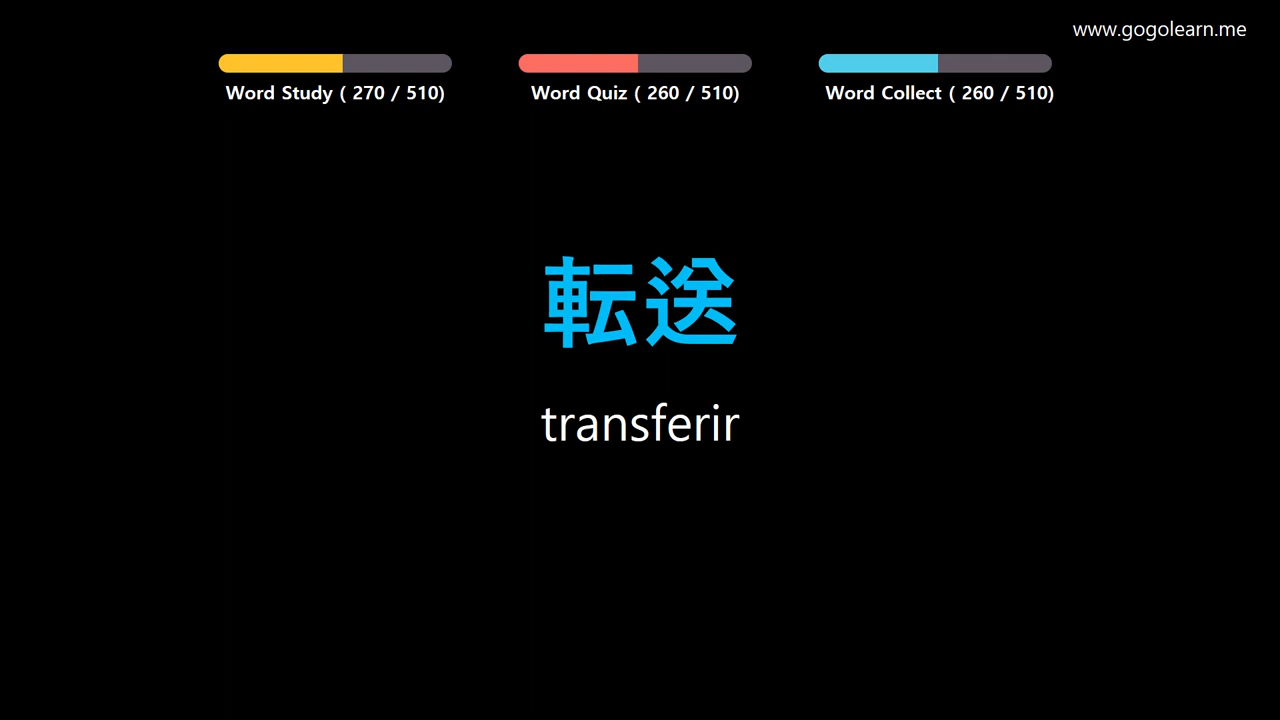 www.gogolearn.me
Word Study ( 270 / 510)
Word Quiz ( 260 / 510)
Word Collect ( 260 / 510)
転送
transferir